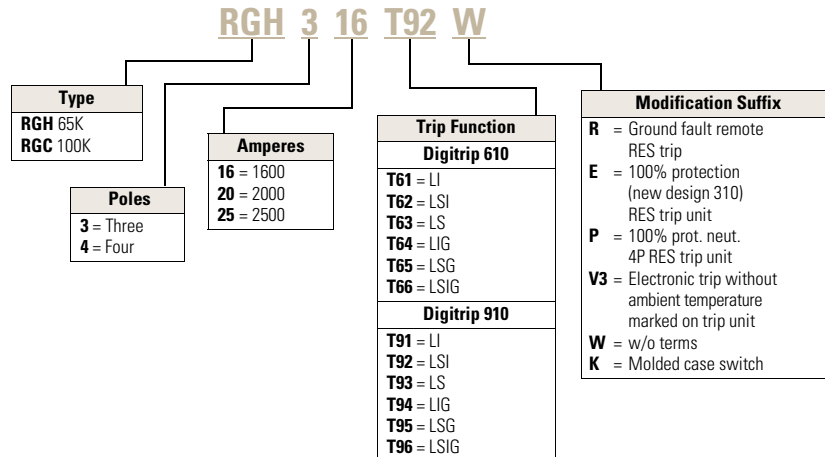 RGH 3 16 T92 W
Type
RGH 65K
RGC 100K
Poles
3 = Three
4 = Four
Amperes
16 = 1600
20 = 2000
25 = 2500
Trip Function
Digitrip 610
T61 = LI
T62 = LSI
T63 = LS
T64 = LIG
T65 = LSG
T66 = LSIG
Digitrip 910
T91 = LI
T92 = LSI
T93 = LS
T94 = LIG
T95 = LSG
T96 = LSIG
Modification Suffix
R = Ground fault remote
RES trip
E = 100% protection
(new design 310)
RES trip unit
P = 100% prot. neut.
4P RES trip unit
V3 = Electronic trip without
ambient temperature
marked on trip unit
W = w/o terms
K = Molded case switch